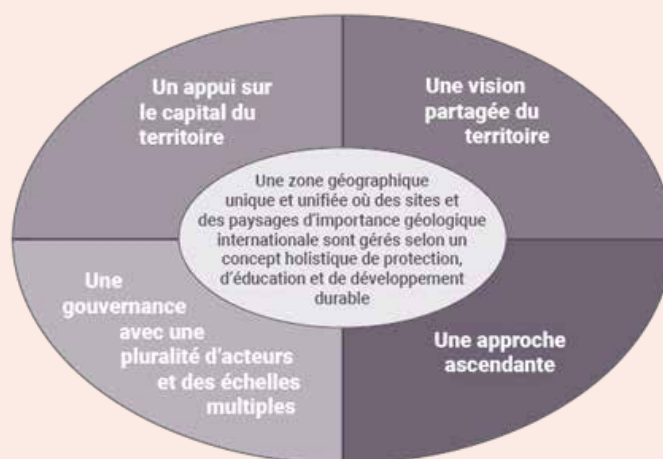 Un appui sur
le capital du
territoire
Une vision
partagée du
territoire
Une zone géographique
unique et unifiée où des sites et
des paysages d'importance géologique
internationale sont gérés selon un
concept holistique de protection,
d'éducation et de développement
durable
Une
gouvernance
avec une
pluralité d'acteurs
et des échelles
multiples
Une approche
ascendante